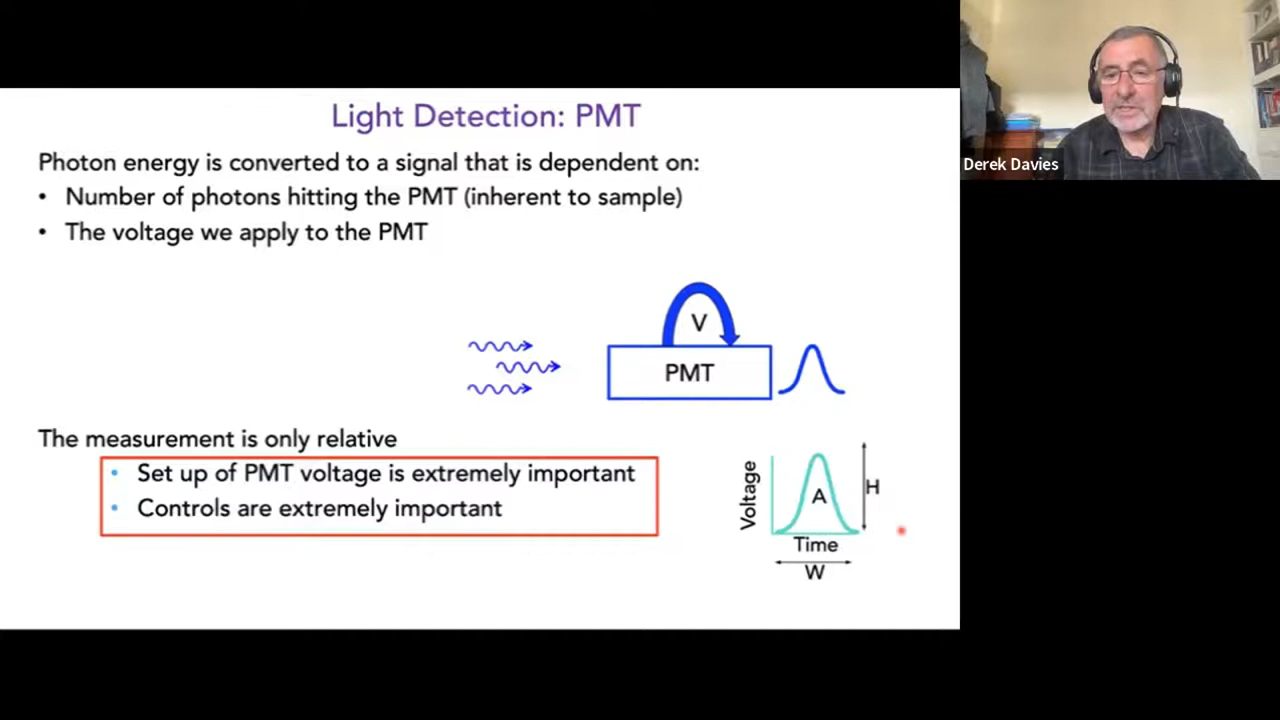 Light Detection: PMT
Derek Davies
Photon energy is converted to a signal that is dependent on:
• Number of photons hitting the PMT (inherent to sample)
• The voltage we apply to the PMT
V
PMT
The measurement is only relative
• Set up of PMT voltage is extremely important
• Controls are extremely important
Voltage
A
H
Time
W